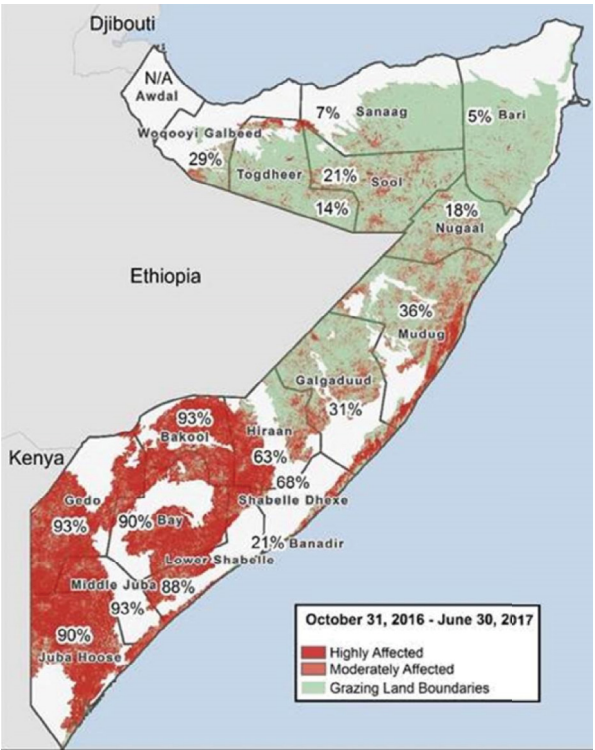 Djibouti
N/A
Awdal
7%
Sanaag
5%
Bari
Woqooyi Galbeed
29%
Togdheer
21%
Sool
14%
18%
Nugaal
Ethiopia
36%
Mudug
Galgaduud
31%
93%
Bakool
Hiraan
63%
Kenya
68%
Gedo
Shabelle Dhexe
93%
90%
Bay
21%
Banadir
Lower Shabelle
Middle Juba
88%
93%
90%
Juba Hoose
October 31, 2016 - June 30, 2017
Highly Affected
Moderately Affected
Grazing Land Boundaries